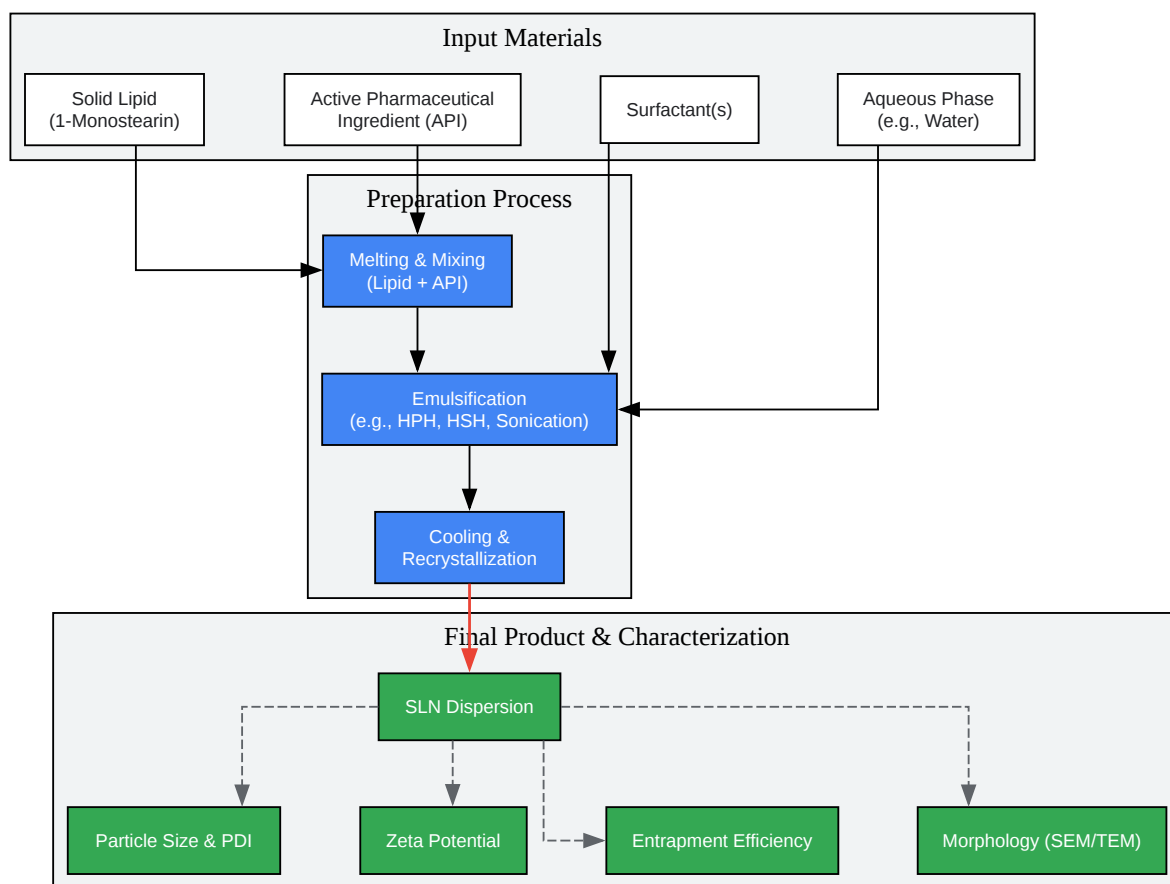 Input Materials
Solid Lipid
(1-Monostearin)
Active Pharmaceutical
Ingredient (API)
Surfactant(s)
Aqueous Phase
(e.g., Water)
Preparation Process
Melting & Mixing
(Lipid + API)
Emulsification
(e.g., HPH, HSH, Sonication)
Cooling &
Recrystallization
Final Product & Characterization
SLN Dispersion
Particle Size & PDI
Zeta Potential
Entrapment Efficiency
Morphology (SEM/TEM)